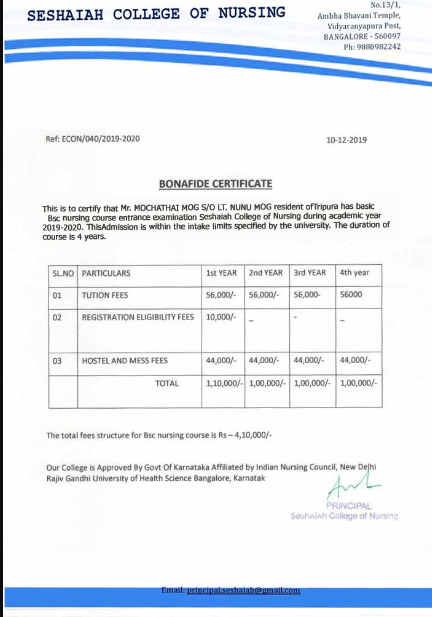 SESHAIAH COLLEGE OF NURSING
No.13/1,
Ambha Bhavani Temple,
Vidyaranyapura Post,
BANGALORE - 560097
Ph: 9880982242
Ref: ECON/040/2019-2020
10-12-2019
BONAFIDE CERTIFICATE
This is to certify that Mr. MOCHATHAI MOG S/O LT. NUNU MOG resident ofTripura has basic
Bsc nursing course entrance examination Seshaiah College of Nursing during academic year
2019-2020. ThisAdmission is within the intake limits specified by the university. The duration of
course is 4 years.
SL.NO PARTICULARS 1st YEAR 2nd YEAR 3rd YEAR 4th year
01 TUTION FEES 56,000/- 56,000/- 56,000- 56000
02 REGISTRATION ELIGIBILITY FEES 10,000/- _ - _
03 HOSTEL AND MESS FEES 44,000/- 44,000/- 44,000/- 44,000/-
TOTAL 1,10,000/- 1,00,000/- 1,00,000/- 1,00,000/-
The total fees structure for Bsc nursing course is Rs – 4,10,000/-
Our College is Approved By Govt Of Karnataka Affiliated by Indian Nursing Council, New Delhi
Rajiv Gandhi University of Health Science Bangalore, Karnatak
PRINCIPAL
Seshaiah College of Nursing.
Email: principal.seshaiah@gmail.com